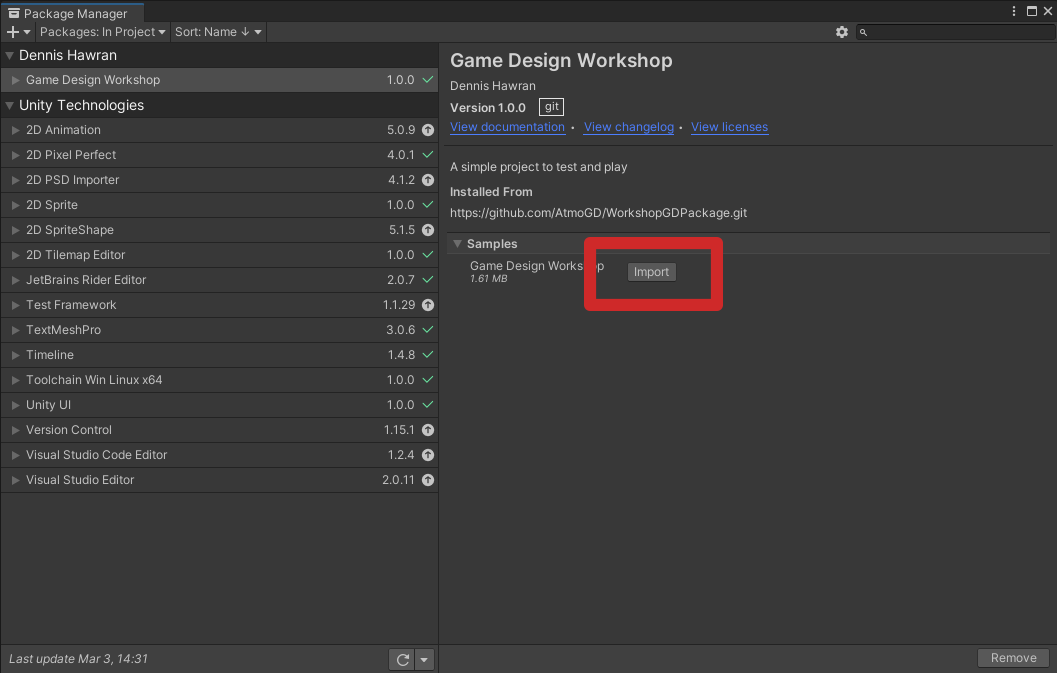 Package Manager
Packages: In Project
Sort: Name ↓
Dennis Hawran
Game Design Workshop 1.0.0
Unity Technologies
2D Animation 5.0.9
2D Pixel Perfect 4.0.1
2D PSD Importer 4.1.2
2D Sprite 1.0.0
2D SpriteShape 5.1.5
2D Tilemap Editor 1.0.0
JetBrains Rider Editor 2.0.7
Test Framework 1.1.29
TextMeshPro 3.0.6
Timeline 1.4.8
Toolchain Win Linux x64 1.0.0
Unity UI 1.0.0
Version Control 1.15.1
Visual Studio Code Editor 1.2.4
Visual Studio Editor 2.0.11
Last update Mar 3, 14:31
Game Design Workshop
Dennis Hawran
Version 1.0.0 git
View documentation • View changelog • View licenses
A simple project to test and play
Installed From
https://github.com/AtmoGD/WorkshopGDPackage.git
Samples
Game Design Workshop Import
1.61 MB
Remove